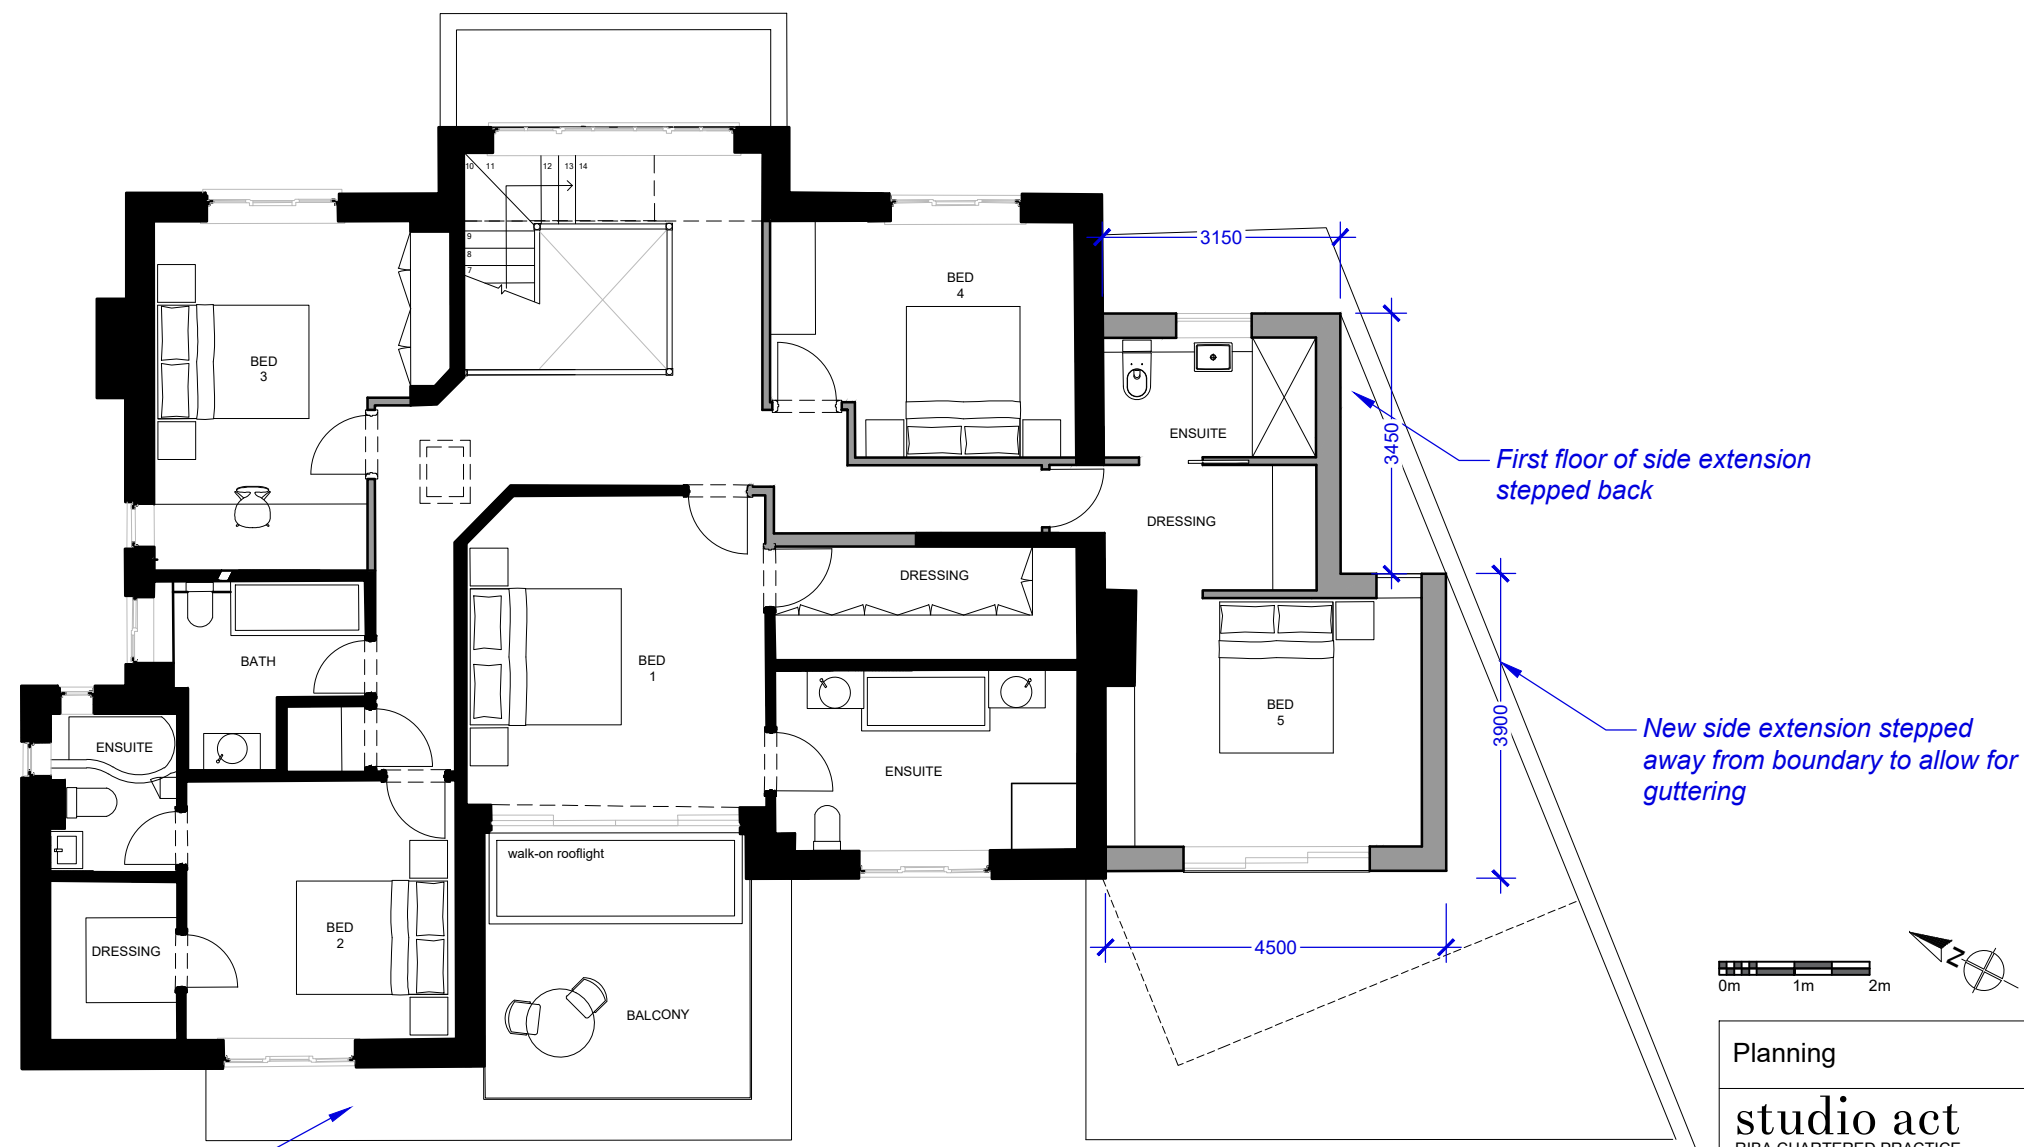 10 11 12 13 14
9
8
7
BED
3
BED
4
3150
ENSUITE
3450
First floor of side extension
stepped back
DRESSING
DRESSING
BATH
BED
1
BED
5
3900
New side extension stepped
away from boundary to allow for
guttering
ENSUITE
ENSUITE
walk-on rooflight
BED
2
DRESSING
4500
BALCONY
N
0m 1m 2m
Planning
studio act
RIBA CHARTERED PRACTICE